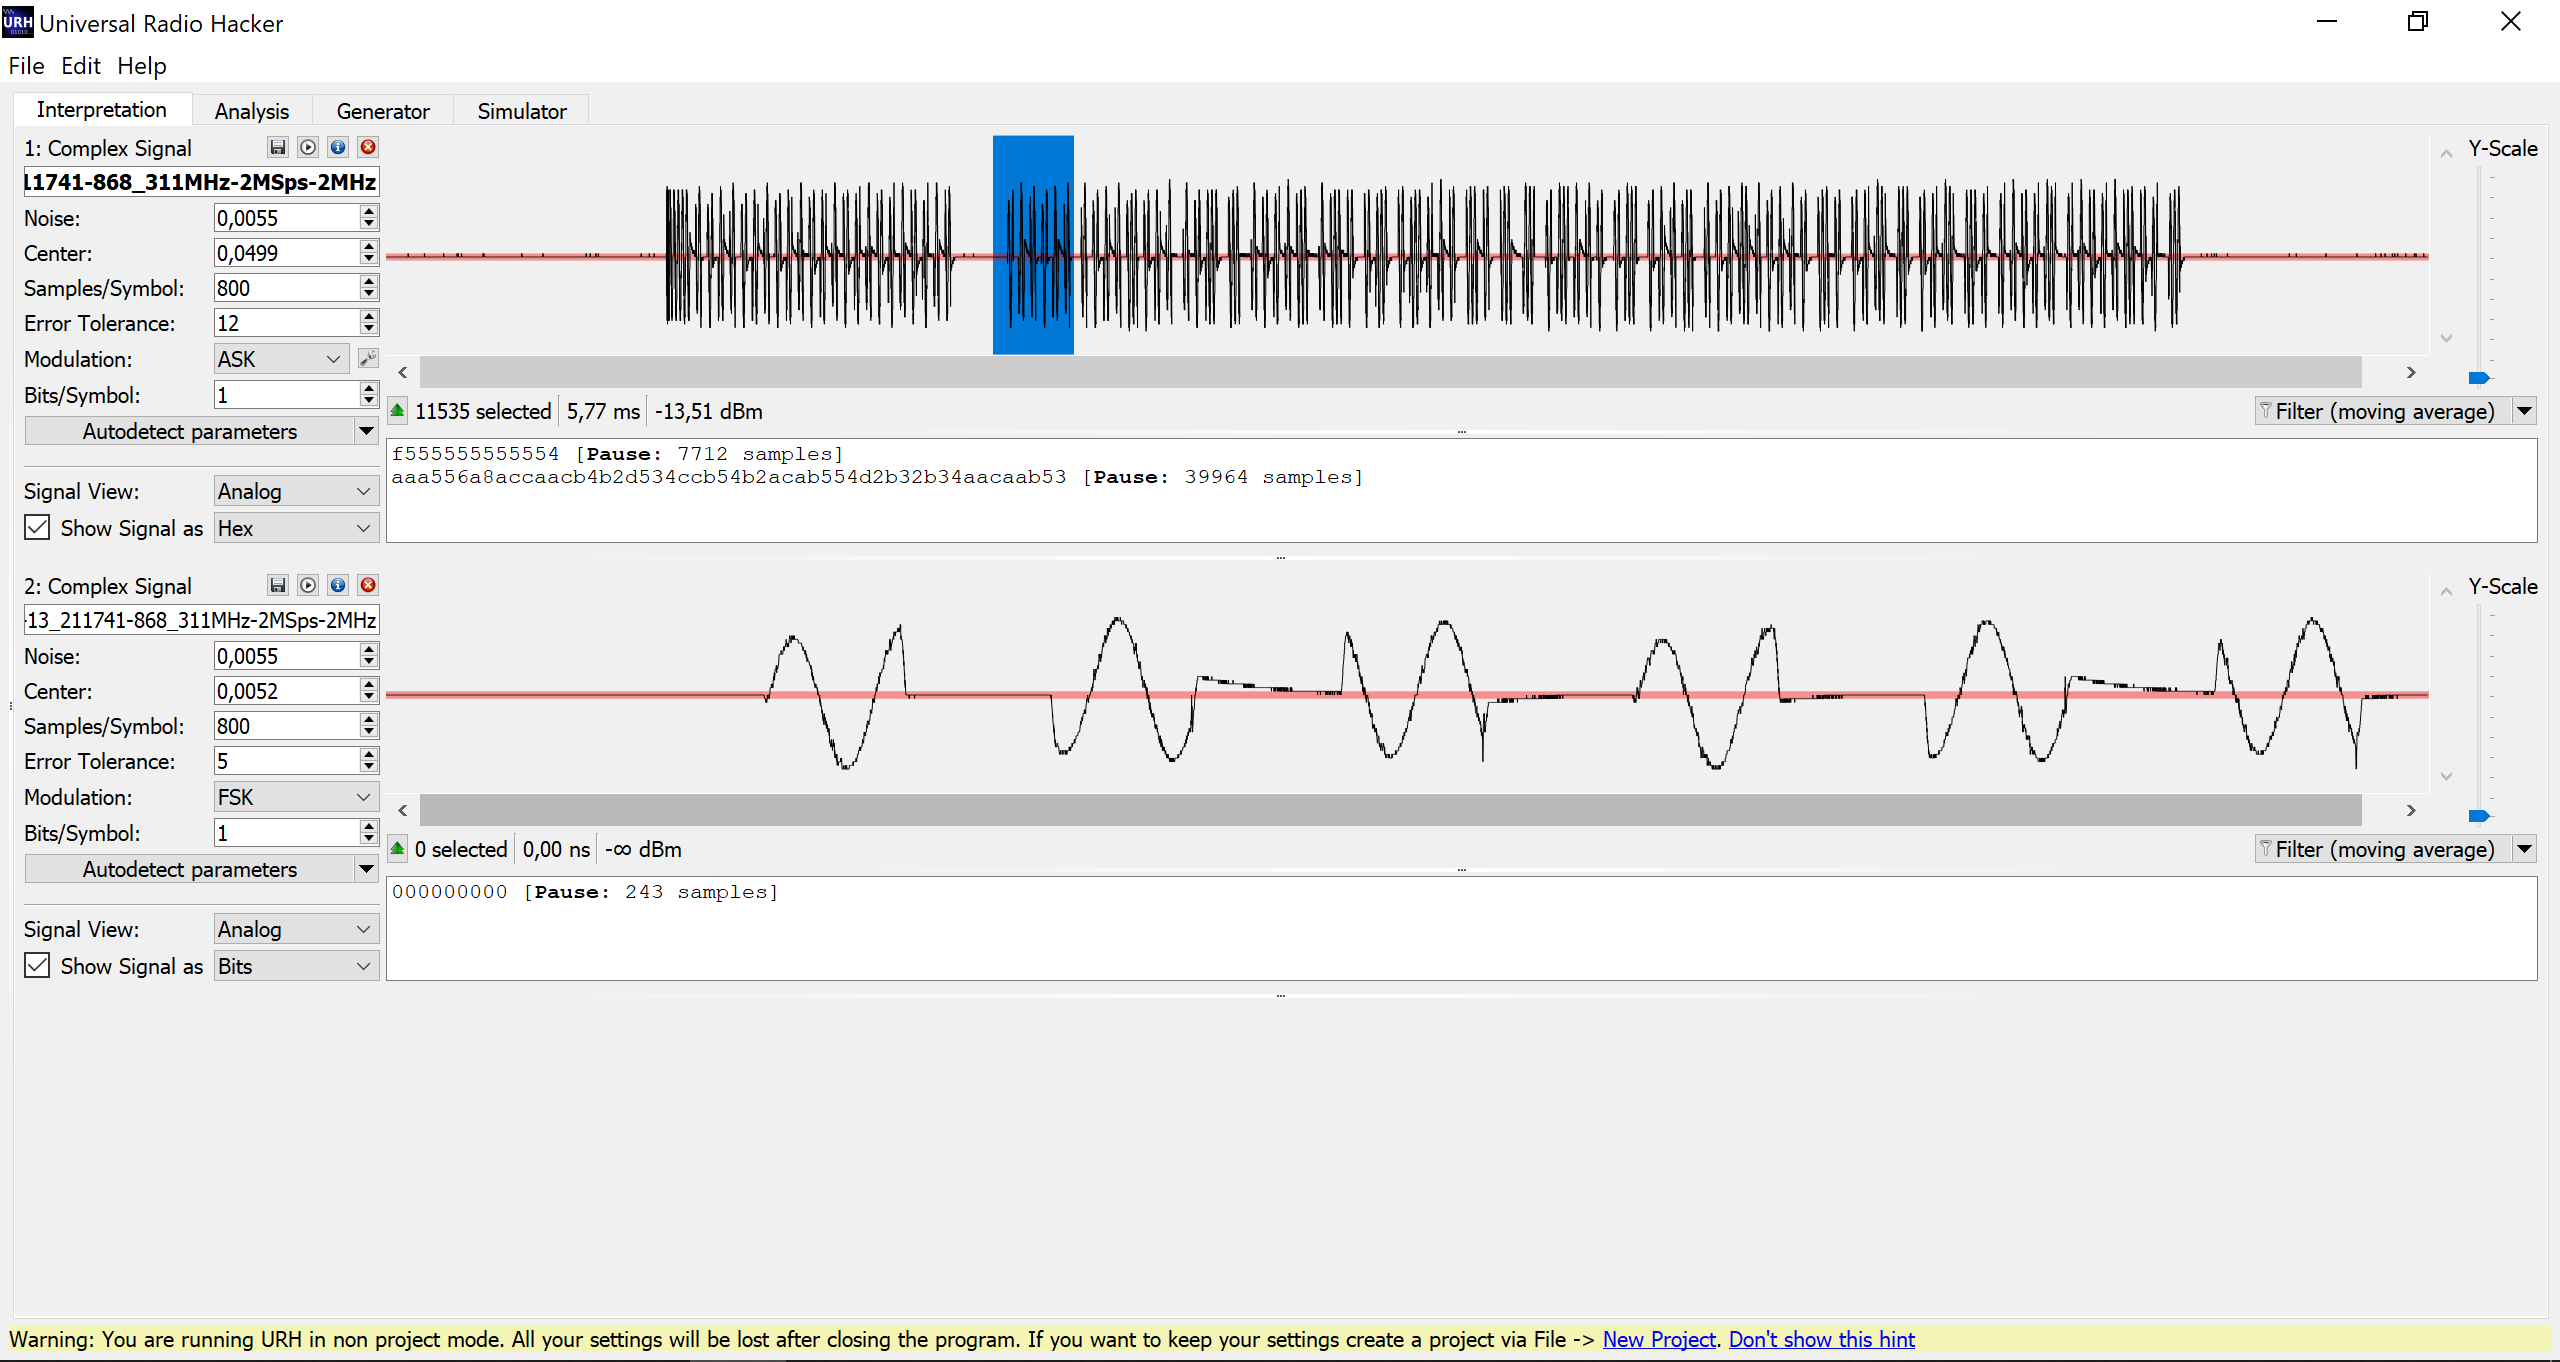 URH Universal Radio Hacker
File Edit Help
Interpretation Analysis Generator Simulator
1: Complex Signal
11741-868_311MHz-2MSps-2MHz
Noise: 0,0055
Center: 0,0499
Samples/Symbol: 800
Error Tolerance: 12
Modulation: ASK
Bits/Symbol: 1
Autodetect parameters
Signal View: Analog
Show Signal as Hex
Y-Scale
11535 selected 5,77 ms -13,51 dBm
Filter (moving average)
f555555555554 [Pause: 7712 samples]
aaa556a8accaacb4b2d534ccb54b2acab554d2b32b34aacaab53 [Pause: 39964 samples]
2: Complex Signal
-13_211741-868_311MHz-2MSps-2MHz
Noise: 0,0055
Center: 0,0052
Samples/Symbol: 800
Error Tolerance: 5
Modulation: FSK
Bits/Symbol: 1
Autodetect parameters
Signal View: Analog
Show Signal as Bits
Y-Scale
0 selected 0,00 ns -∞ dBm
Filter (moving average)
000000000 [Pause: 243 samples]
Warning: You are running URH in non project mode. All your settings will be lost after closing the program. If you want to keep your settings create a project via File -> New Project. Don't show this hint